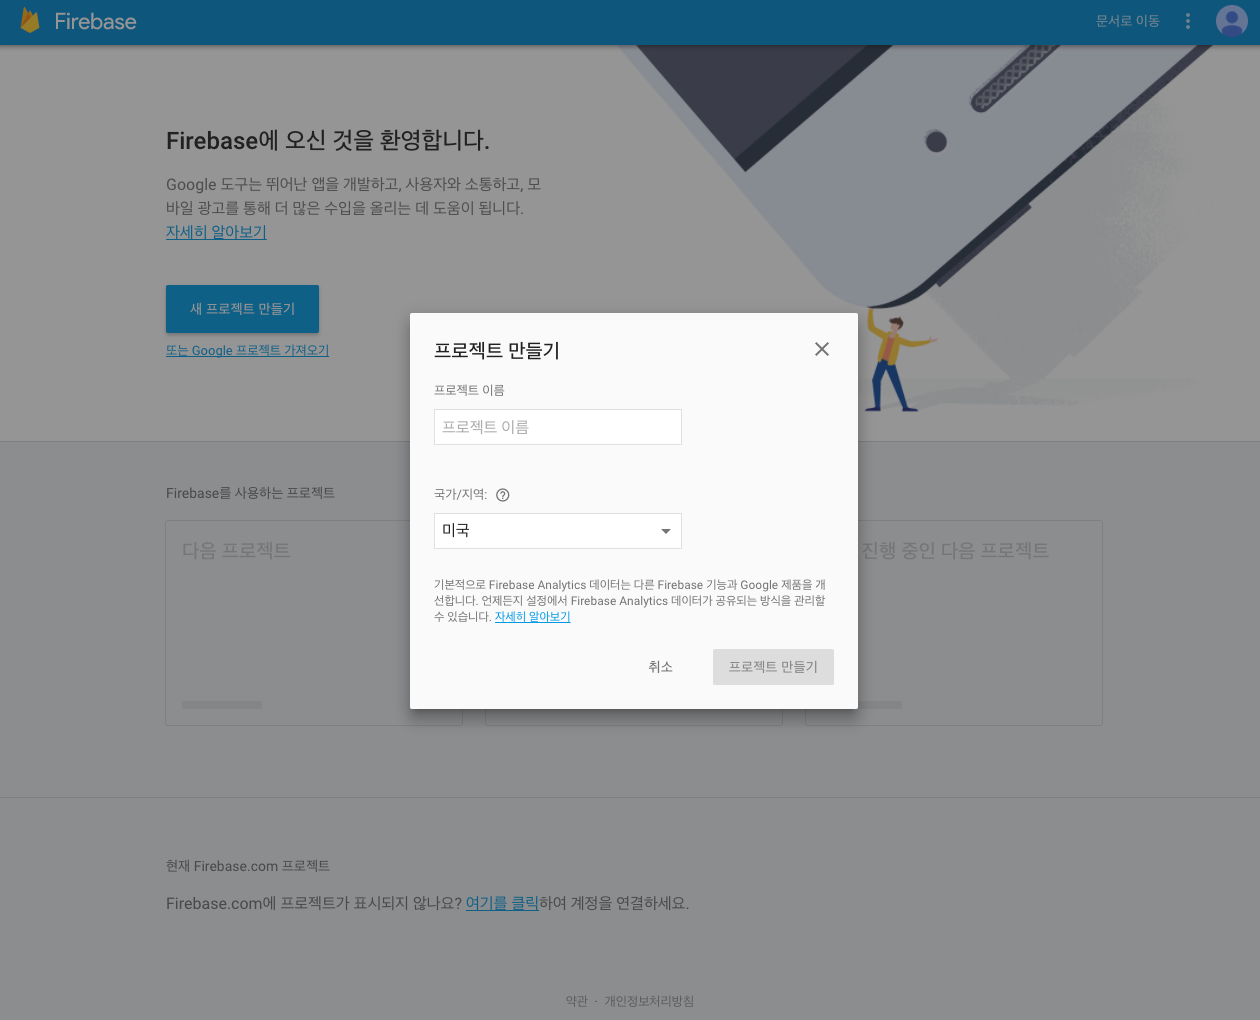 Firebase
문서로 이동
Firebase에 오신 것을 환영합니다.
Google 도구는 뛰어난 앱을 개발하고, 사용자와 소통하고, 모
바일 광고를 통해 더 많은 수입을 올리는 데 도움이 됩니다.
자세히 알아보기
새 프로젝트 만들기
또는 Google 프로젝트 가져오기
프로젝트 만들기
프로젝트 이름
프로젝트 이름
국가/지역:
미국
기본적으로 Firebase Analytics 데이터는 다른 Firebase 기능과 Google 제품을 개
선합니다. 언제든지 설정에서 Firebase Analytics 데이터가 공유되는 방식을 관리할
수 있습니다. 자세히 알아보기
취소
프로젝트 만들기
Firebase를 사용하는 프로젝트
다음 프로젝트
진행 중인 다음 프로젝트
현재 Firebase.com 프로젝트
Firebase.com에 프로젝트가 표시되지 않나요? 여기를 클릭하여 계정을 연결하세요.
약관 · 개인정보처리방침